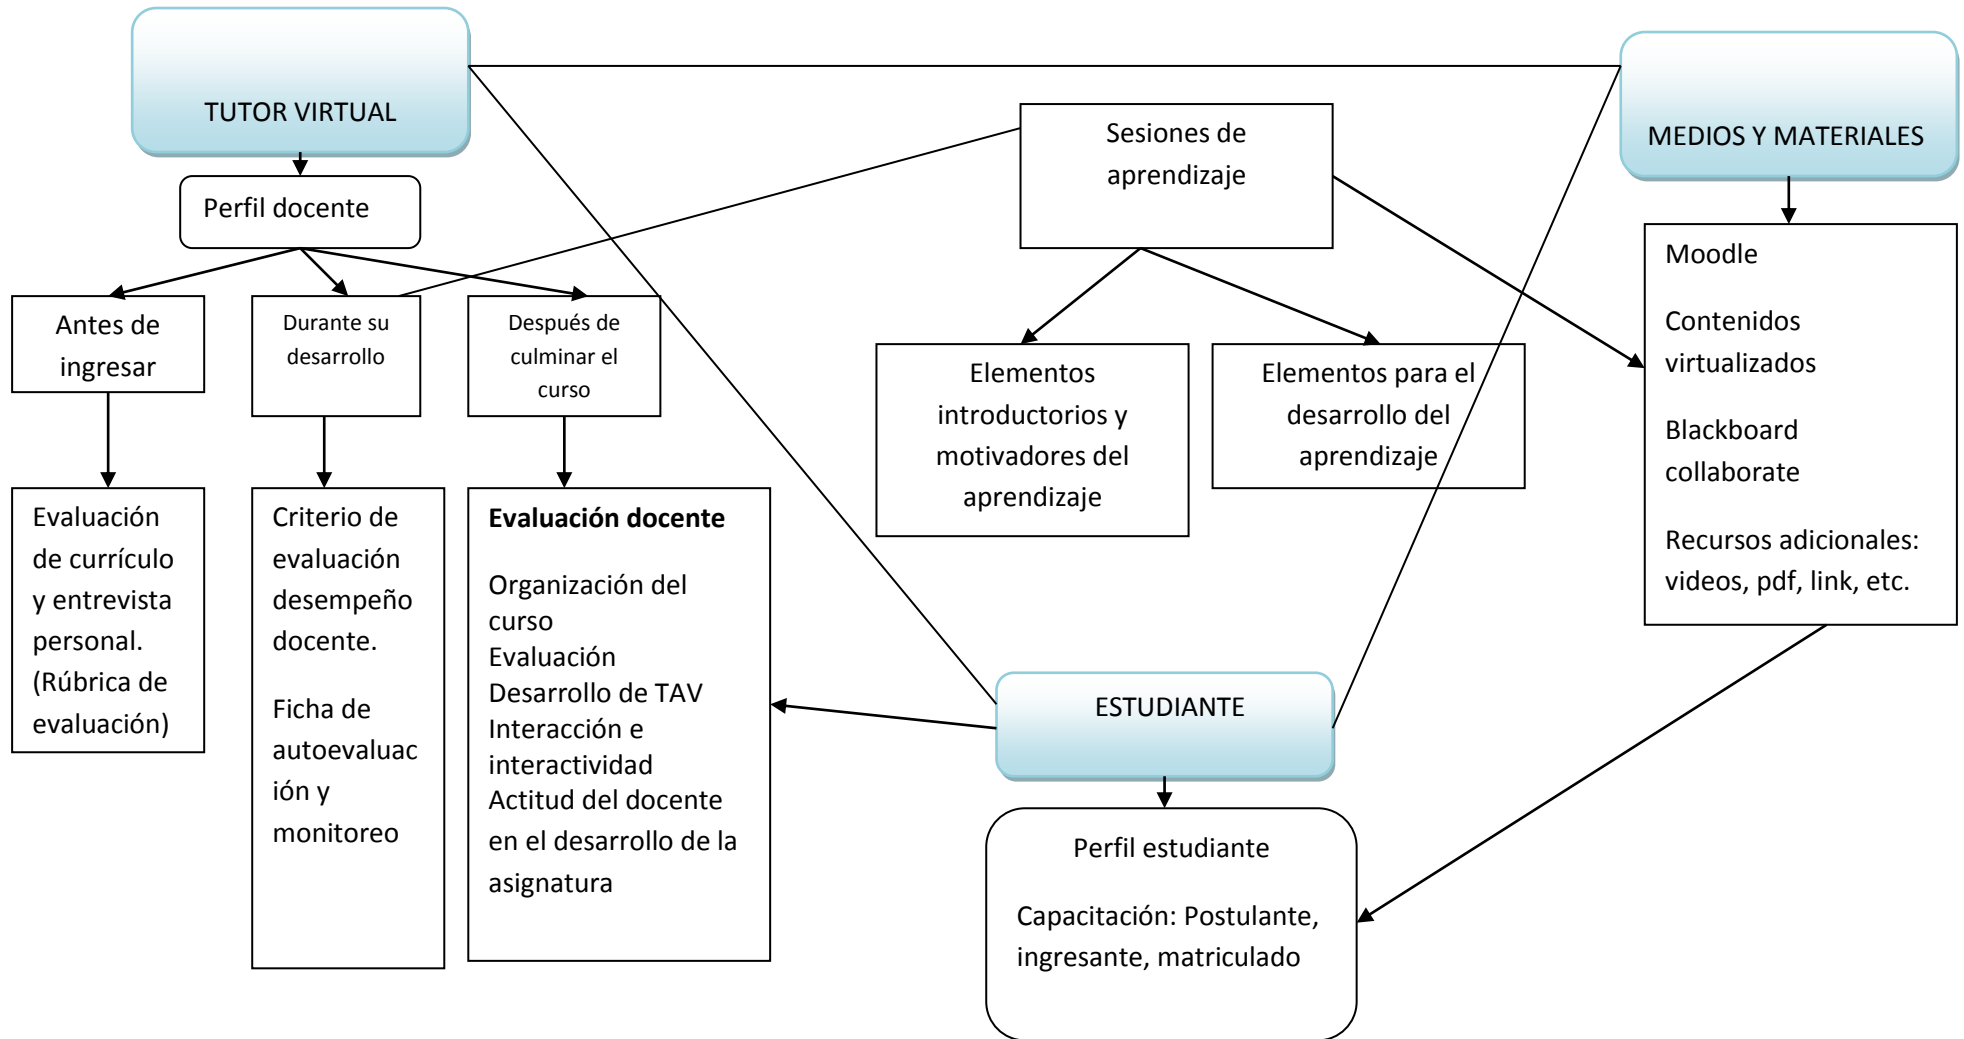 TUTOR VIRTUAL
MEDIOS Y MATERIALES
Sesiones de
aprendizaje
Perfil docente
Antes de
ingresar
Durante su
desarrollo
Después de
culminar el
curso
Elementos
introductorios y
motivadores del
aprendizaje
Elementos para el
desarrollo del
aprendizaje
Moodle
Contenidos
virtualizados
Blackboard
collaborate
Recursos adicionales:
videos, pdf, link, etc.
Evaluación
de currículo
y entrevista
personal.
(Rúbrica de
evaluación)
Criterio de
evaluación
desempeño
docente.
Ficha de
autoevaluac
ión y
monitoreo
Evaluación docente
Organización del
curso
Evaluación
Desarrollo de TAV
Interacción e
interactividad
Actitud del docente
en el desarrollo de la
asignatura
ESTUDIANTE
Perfil estudiante
Capacitación: Postulante,
ingresante, matriculado